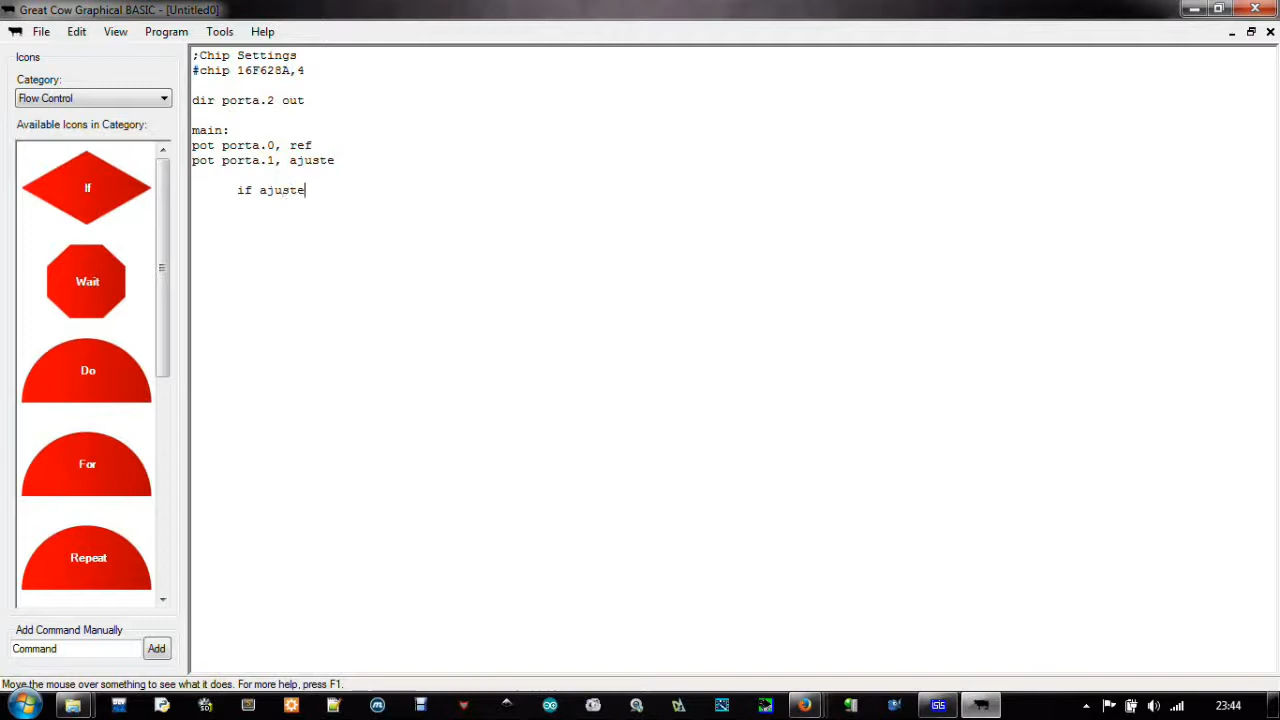 Great Cow Graphical BASIC - [Untitled0]
File Edit View Program Tools Help
Icons
Category:
Flow Control
Available Icons in Category:
If
Wait
Do
For
Repeat
Add Command Manually
Command Add
;Chip Settings
#chip 16F628A,4
dir porta.2 out
main:
pot porta.0, ref
pot porta.1, ajuste
if ajuste
Move the mouse over something to see what it does. For more help, press F1.
23:44